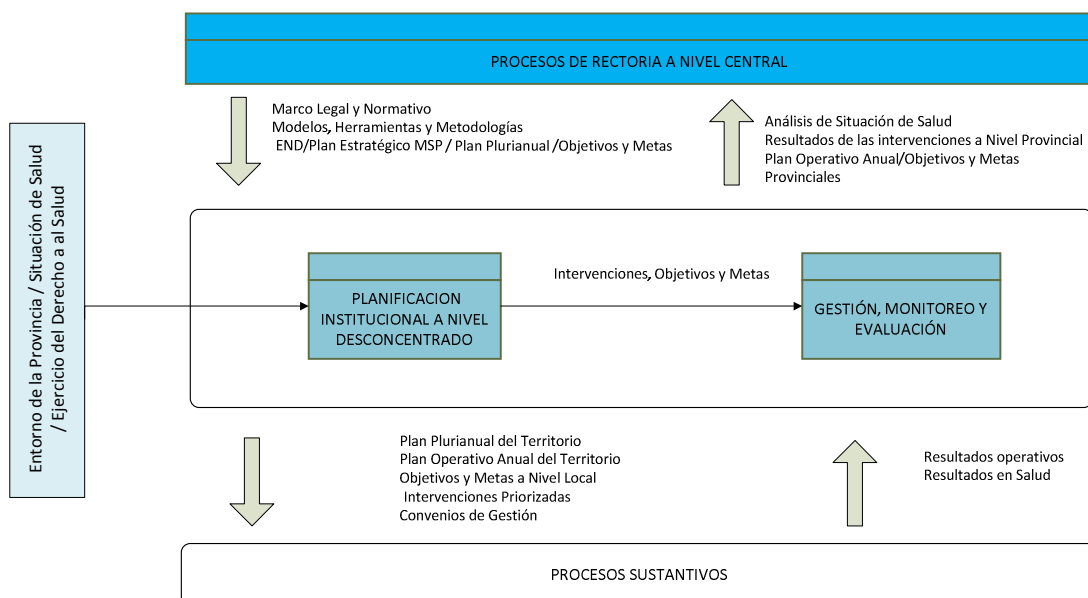 PROCESOS DE RECTORIA A NIVEL CENTRAL
Marco Legal y Normativo
Modelos, Herramientas y Metodologías
END/Plan Estratégico MSP / Plan Plurianual /Objetivos y Metas
Análisis de Situación de Salud
Resultados de las intervenciones a Nivel Provincial
Plan Operativo Anual/Objetivos y Metas
Provinciales
Entorno de la Provincia / Situación de Salud
/ Ejercicio del Derecho a al Salud
PLANIFICACION
INSTITUCIONAL A NIVEL
DESCONCENTRADO
Intervenciones, Objetivos y Metas
GESTIÓN, MONITOREO Y
EVALUACIÓN
Plan Plurianual del Territorio
Plan Operativo Anual del Territorio
Objetivos y Metas a Nivel Local
Intervenciones Priorizadas
Convenios de Gestión
Resultados operativos
Resultados en Salud
PROCESOS SUSTANTIVOS